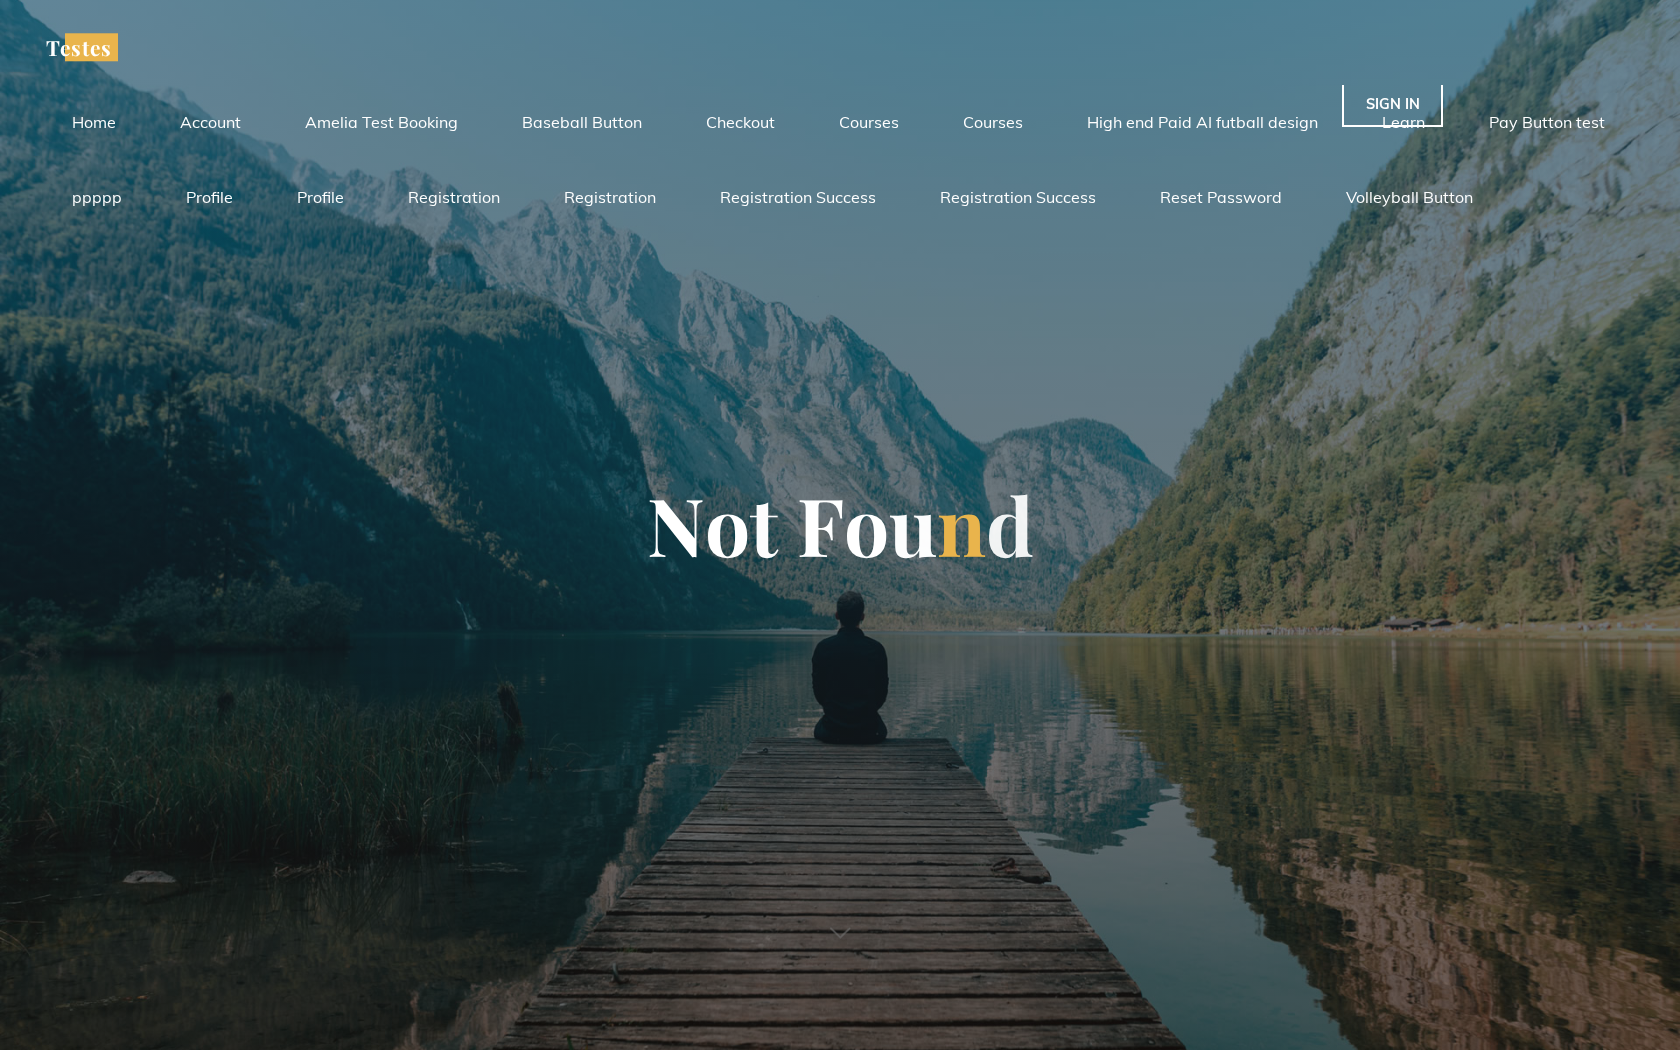 Testes
SIGN IN
Home Account Amelia Test Booking Baseball Button Checkout Courses Courses High end Paid AI futball design Learn Pay Button test
ppppp Profile Profile Registration Registration Registration Success Registration Success Reset Password Volleyball Button
Not Found